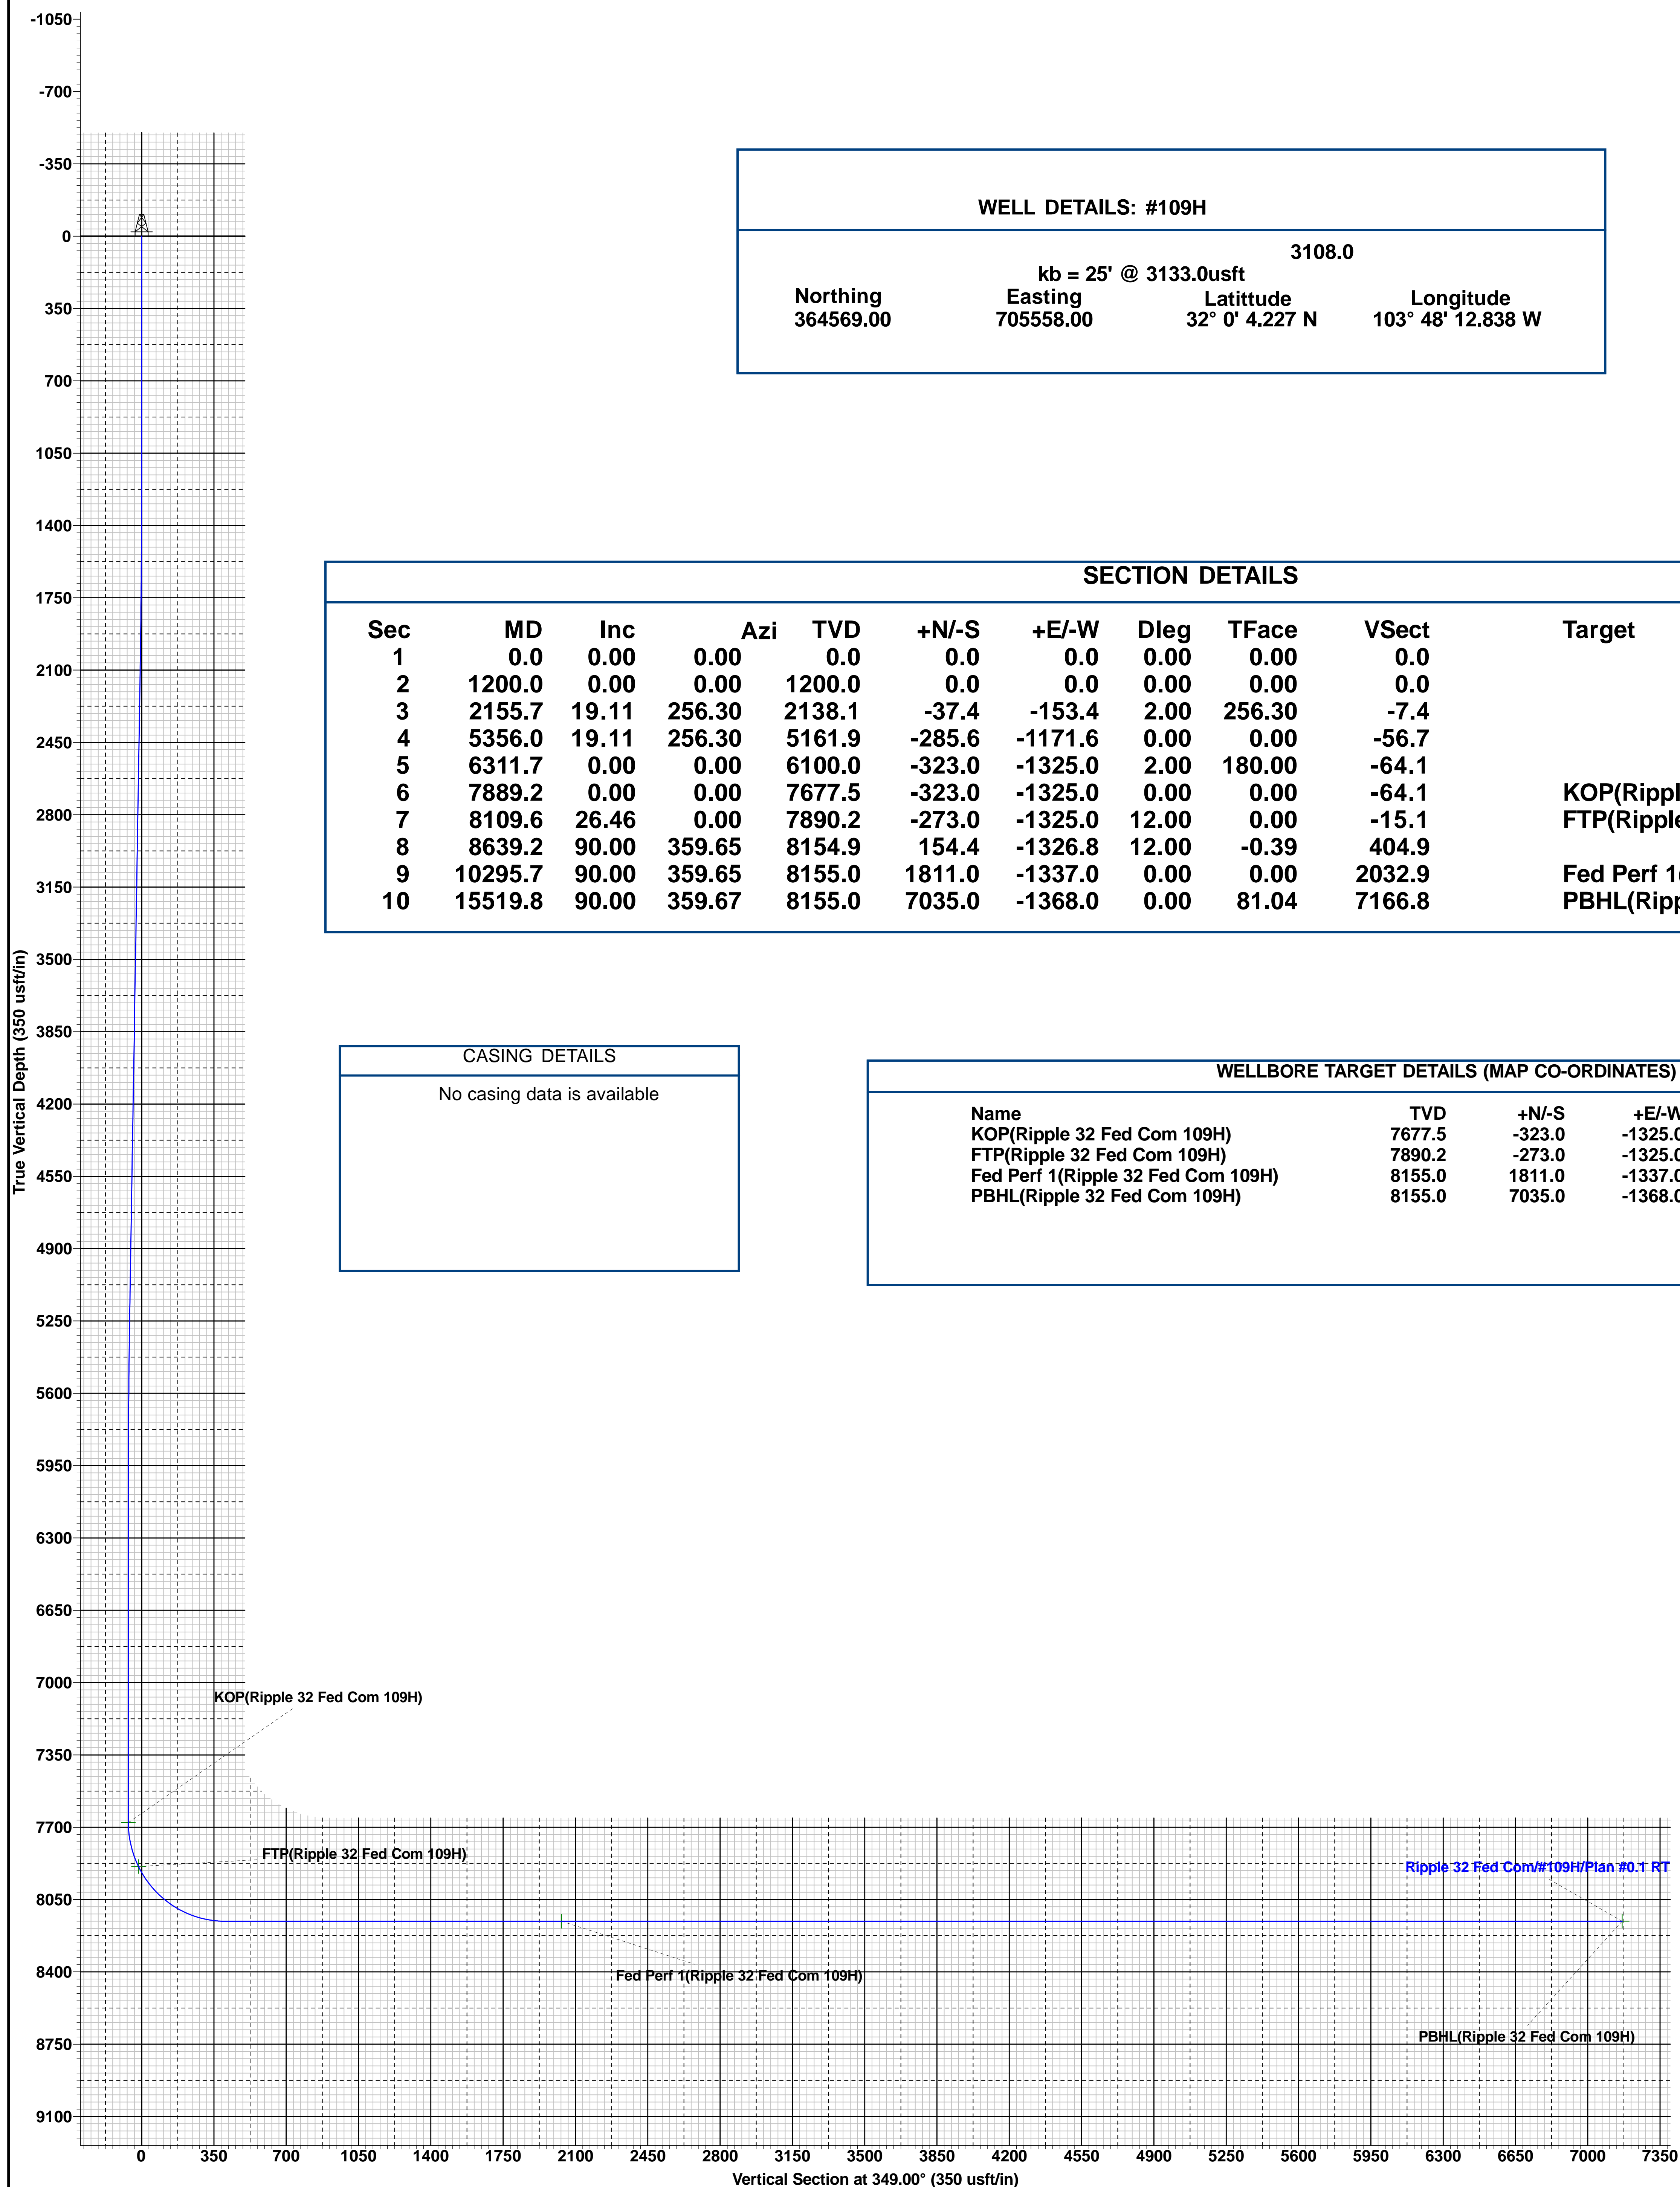 -1050
-700
-350
0
350
700
1050
1400
1750
2100
2450
2800
3150
3500
3850
4200
4550
4900
5250
5600
5950
6300
6650
7000
7350
7700
8050
8400
8750
9100
True Vertical Depth (350 usft/in)
WELL DETAILS: #109H
3108.0
kb = 25' @ 3133.0usft
Northing Easting Latittude Longitude
364569.00 705558.00 32° 0' 4.227 N 103° 48' 12.838 W
SECTION DETAILS
Sec MD Inc Azi TVD +N/-S +E/-W Dleg TFace VSect Target
1 0.0 0.00 0.00 0.0 0.0 0.0 0.00 0.00 0.0
2 1200.0 0.00 0.00 1200.0 0.0 0.0 0.00 0.00 0.0
3 2155.7 19.11 256.30 2138.1 -37.4 -153.4 2.00 256.30 -7.4
4 5356.0 19.11 256.30 5161.9 -285.6 -1171.6 0.00 0.00 -56.7
5 6311.7 0.00 0.00 6100.0 -323.0 -1325.0 2.00 180.00 -64.1
6 7889.2 0.00 0.00 7677.5 -323.0 -1325.0 0.00 0.00 -64.1 KOP(Rippl
7 8109.6 26.46 0.00 7890.2 -273.0 -1325.0 12.00 0.00 -15.1 FTP(Ripple
8 8639.2 90.00 359.65 8154.9 154.4 -1326.8 12.00 -0.39 404.9
9 10295.7 90.00 359.65 8155.0 1811.0 -1337.0 0.00 0.00 2032.9 Fed Perf 1(
10 15519.8 90.00 359.67 8155.0 7035.0 -1368.0 0.00 81.04 7166.8 PBHL(Ripp
CASING DETAILS
No casing data is available
WELLBORE TARGET DETAILS (MAP CO-ORDINATES)
Name TVD +N/-S +E/-W
KOP(Ripple 32 Fed Com 109H) 7677.5 -323.0 -1325.0
FTP(Ripple 32 Fed Com 109H) 7890.2 -273.0 -1325.0
Fed Perf 1(Ripple 32 Fed Com 109H) 8155.0 1811.0 -1337.0
PBHL(Ripple 32 Fed Com 109H) 8155.0 7035.0 -1368.0
KOP(Ripple 32 Fed Com 109H)
FTP(Ripple 32 Fed Com 109H)
Ripple 32 Fed Com/#109H/Plan #0.1 RT
Fed Perf 1(Ripple 32 Fed Com 109H)
PBHL(Ripple 32 Fed Com 109H)
0 350 700 1050 1400 1750 2100 2450 2800 3150 3500 3850 4200 4550 4900 5250 5600 5950 6300 6650 7000 7350
Vertical Section at 349.00° (350 usft/in)